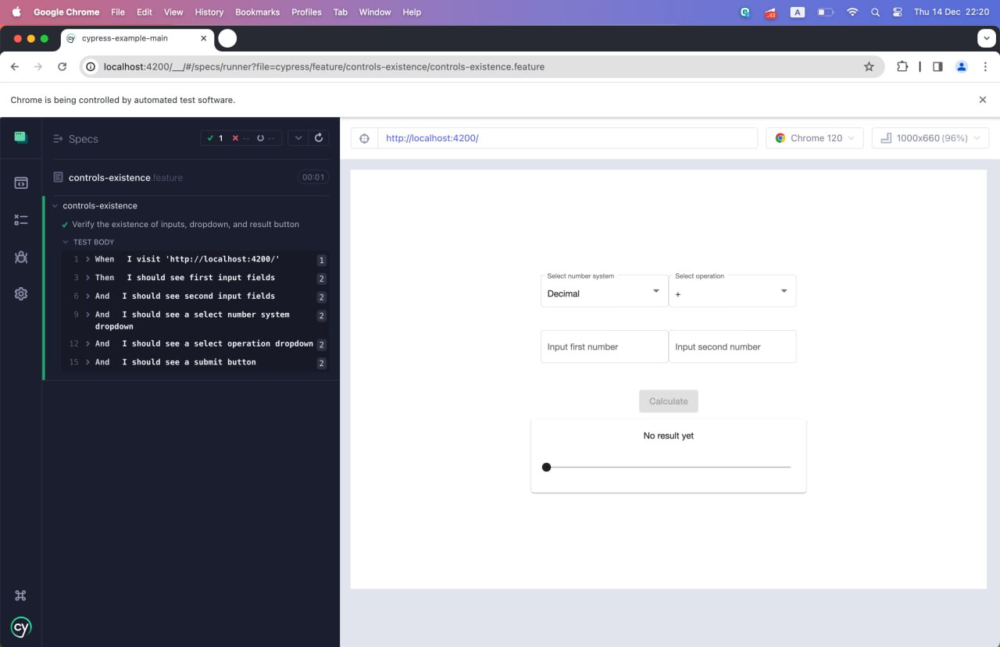 Google Chrome File Edit View History Bookmarks Profiles Tab Window Help A Thu 14 Dec 22:20
cypress-example-main
localhost:4200/__/#/specs/runner?file=cypress/feature/controls-existence/controls-existence.feature
Chrome is being controlled by automated test software.
Specs
1 -- --
http://localhost:4200/
Chrome 120
1000x660 (96%)
controls-existence.feature
00:01
controls-existence
Verify the existence of inputs, dropdown, and result button
TEST BODY
1 When I visit 'http://localhost:4200/' 1
3 Then I should see first input fields 2
6 And I should see second input fields 2
9 And I should see a select number system 2
dropdown
12 And I should see a select operation dropdown 2
15 And I should see a submit button 2
Select number system
Decimal
Select operation
+
Input first number
Input second number
Calculate
No result yet
cy